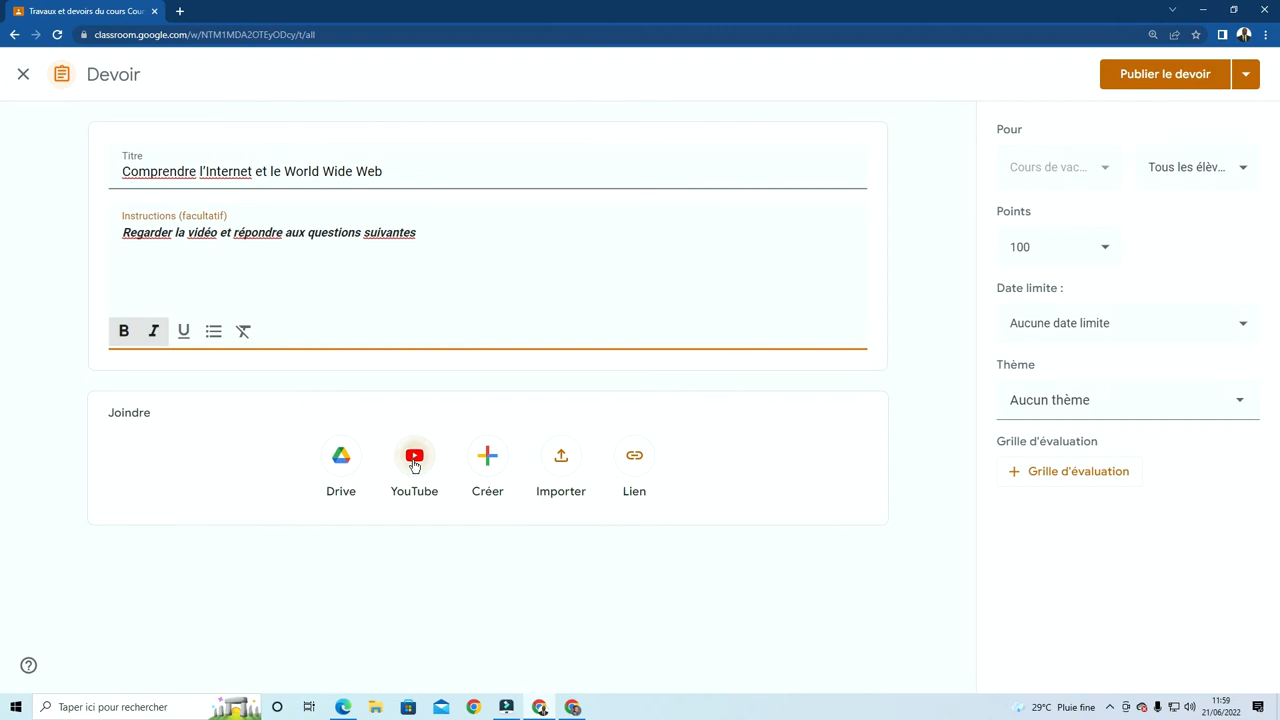 Travaux et devoirs du cours Cour
classroom.google.com/w/NTM1MDA2OTEyODcy/t/all
Devoir
Publier le devoir
Titre
Comprendre l'Internet et le World Wide Web
Instructions (facultatif)
Regarder la vidéo et répondre aux questions suivantes
B I U
Joindre
Drive
YouTube
Créer
Importer
Lien
Pour
Cours de vac...
Tous les élèv...
Points
100
Date limite :
Aucune date limite
Thème
Aucun thème
Grille d'évaluation
+ Grille d'évaluation
Taper ici pour rechercher
29°C Pluie fine
11:59
21/06/2022